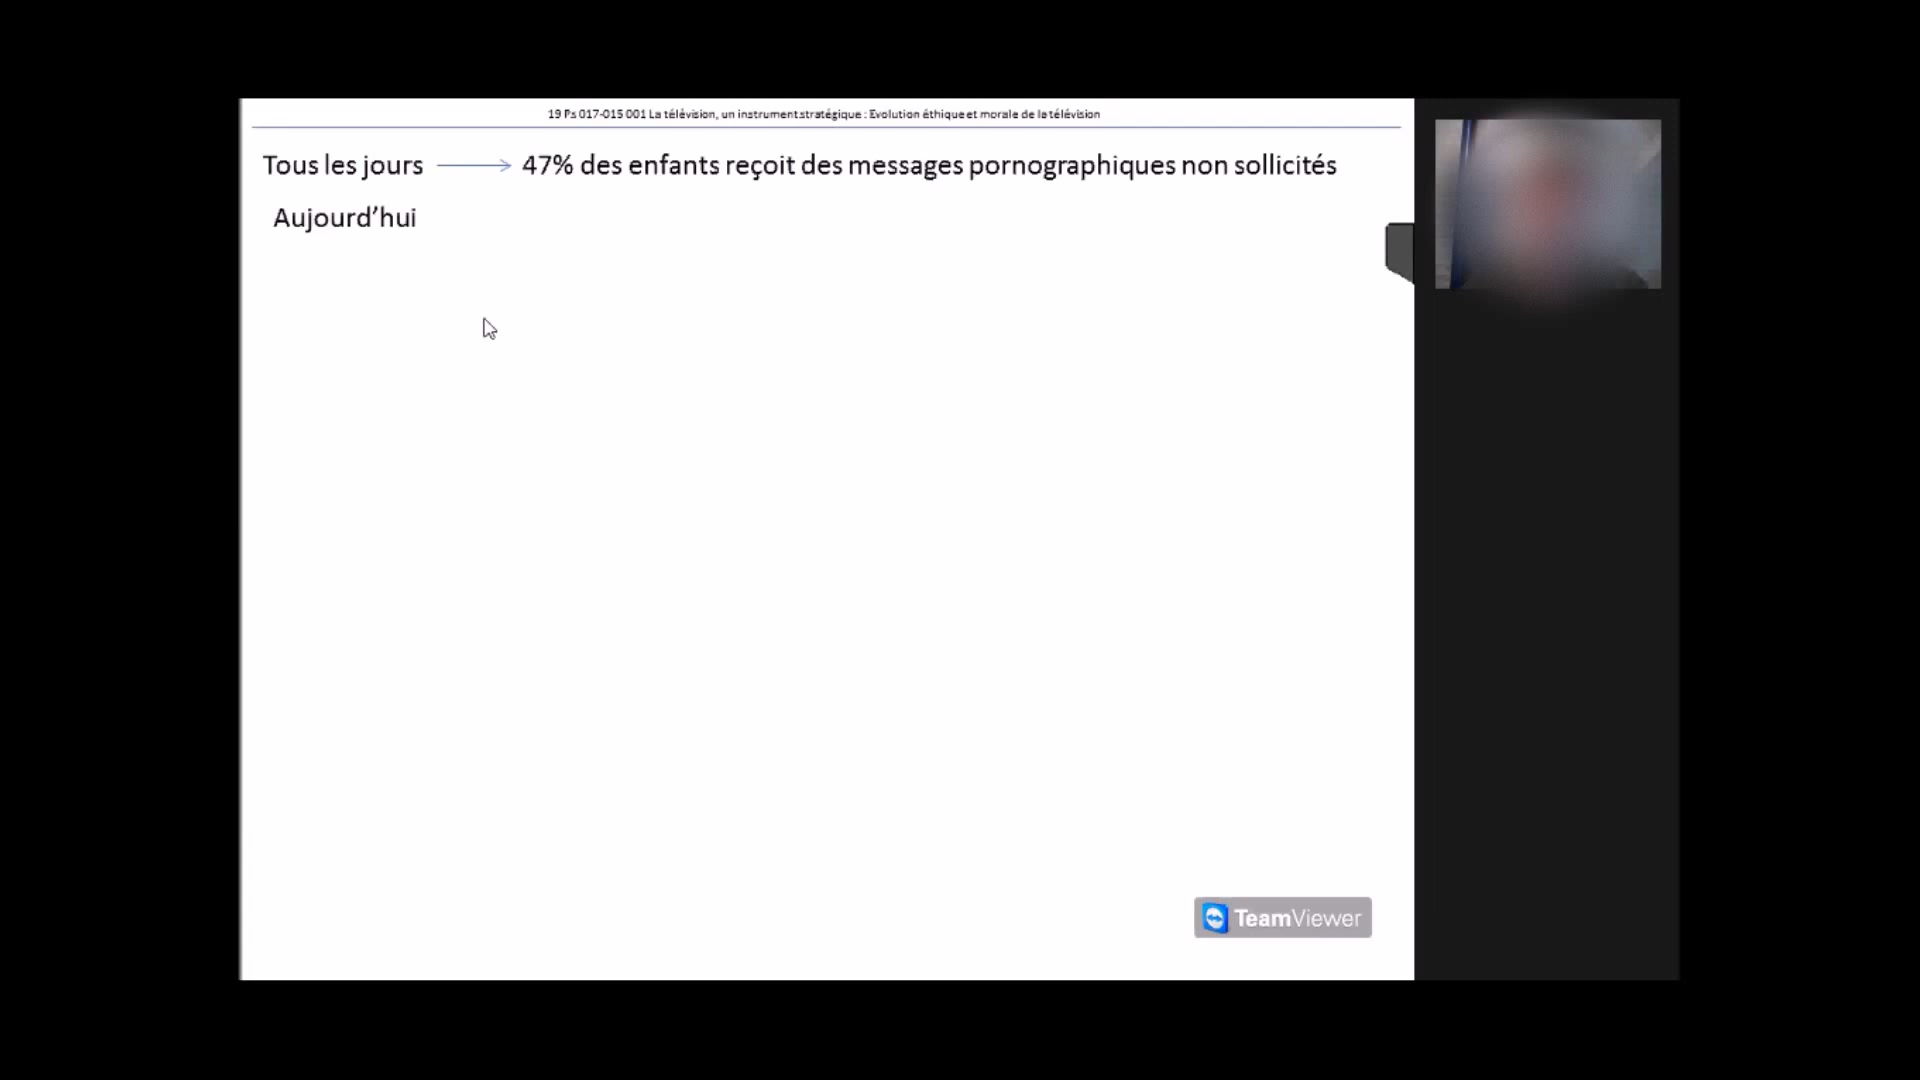 19 Ps 017-015 001 La télévision, un instrument stratégique : Evolution éthique et morale de la télévision
Tous les jours → 47% des enfants reçoit des messages pornographiques non sollicités
Aujourd’hui
TeamViewer